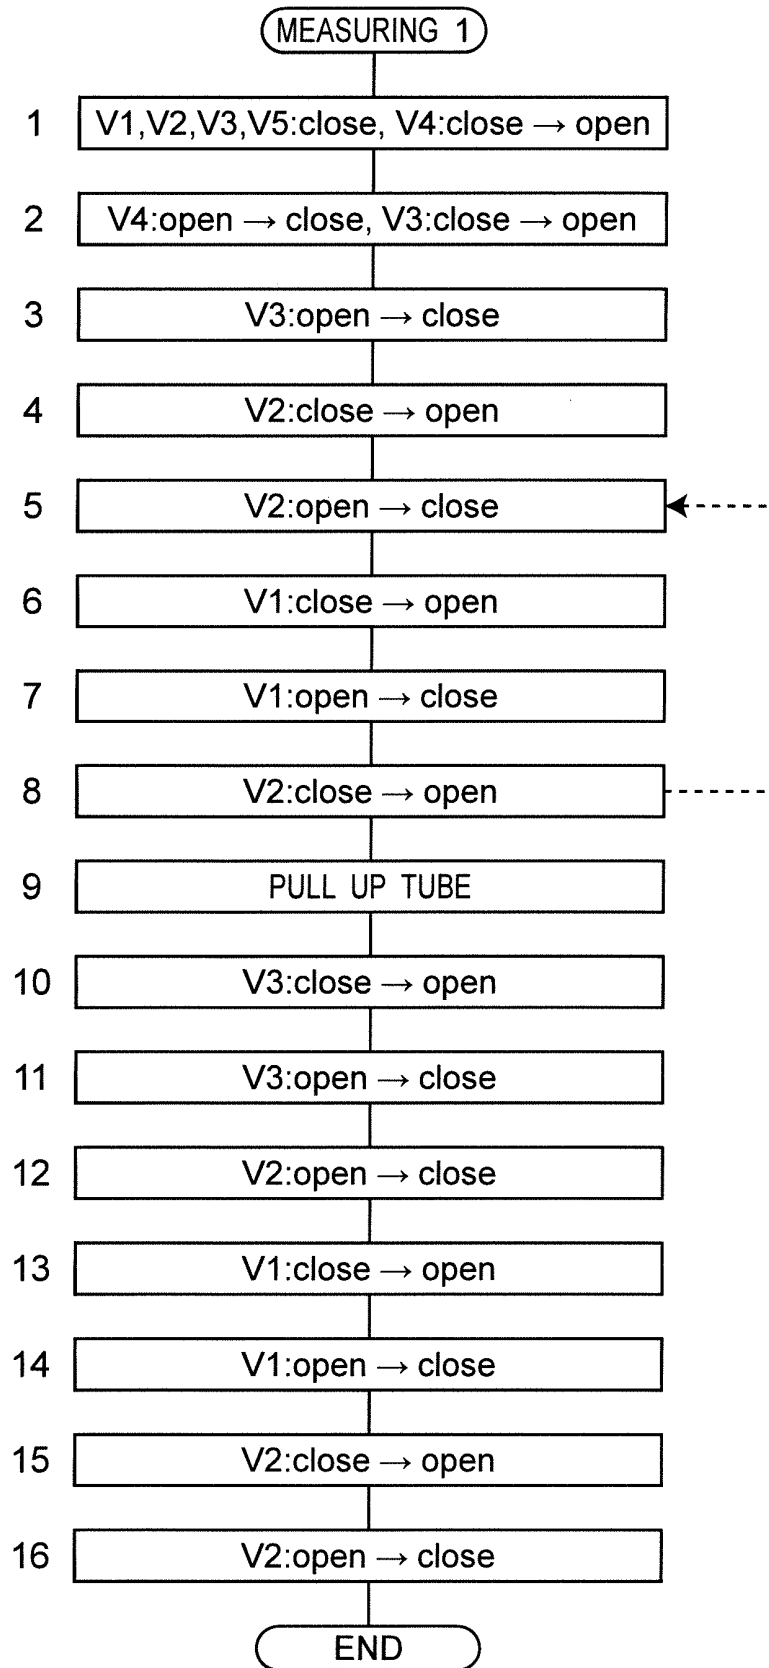 MEASURING 1
1 V1,V2,V3,V5:close, V4:close → open
2 V4:open → close, V3:close → open
3 V3:open → close
4 V2:close → open
5 V2:open → close
6 V1:close → open
7 V1:open → close
8 V2:close → open
9 PULL UP TUBE
10 V3:close → open
11 V3:open → close
12 V2:open → close
13 V1:close → open
14 V1:open → close
15 V2:close → open
16 V2:open → close
END